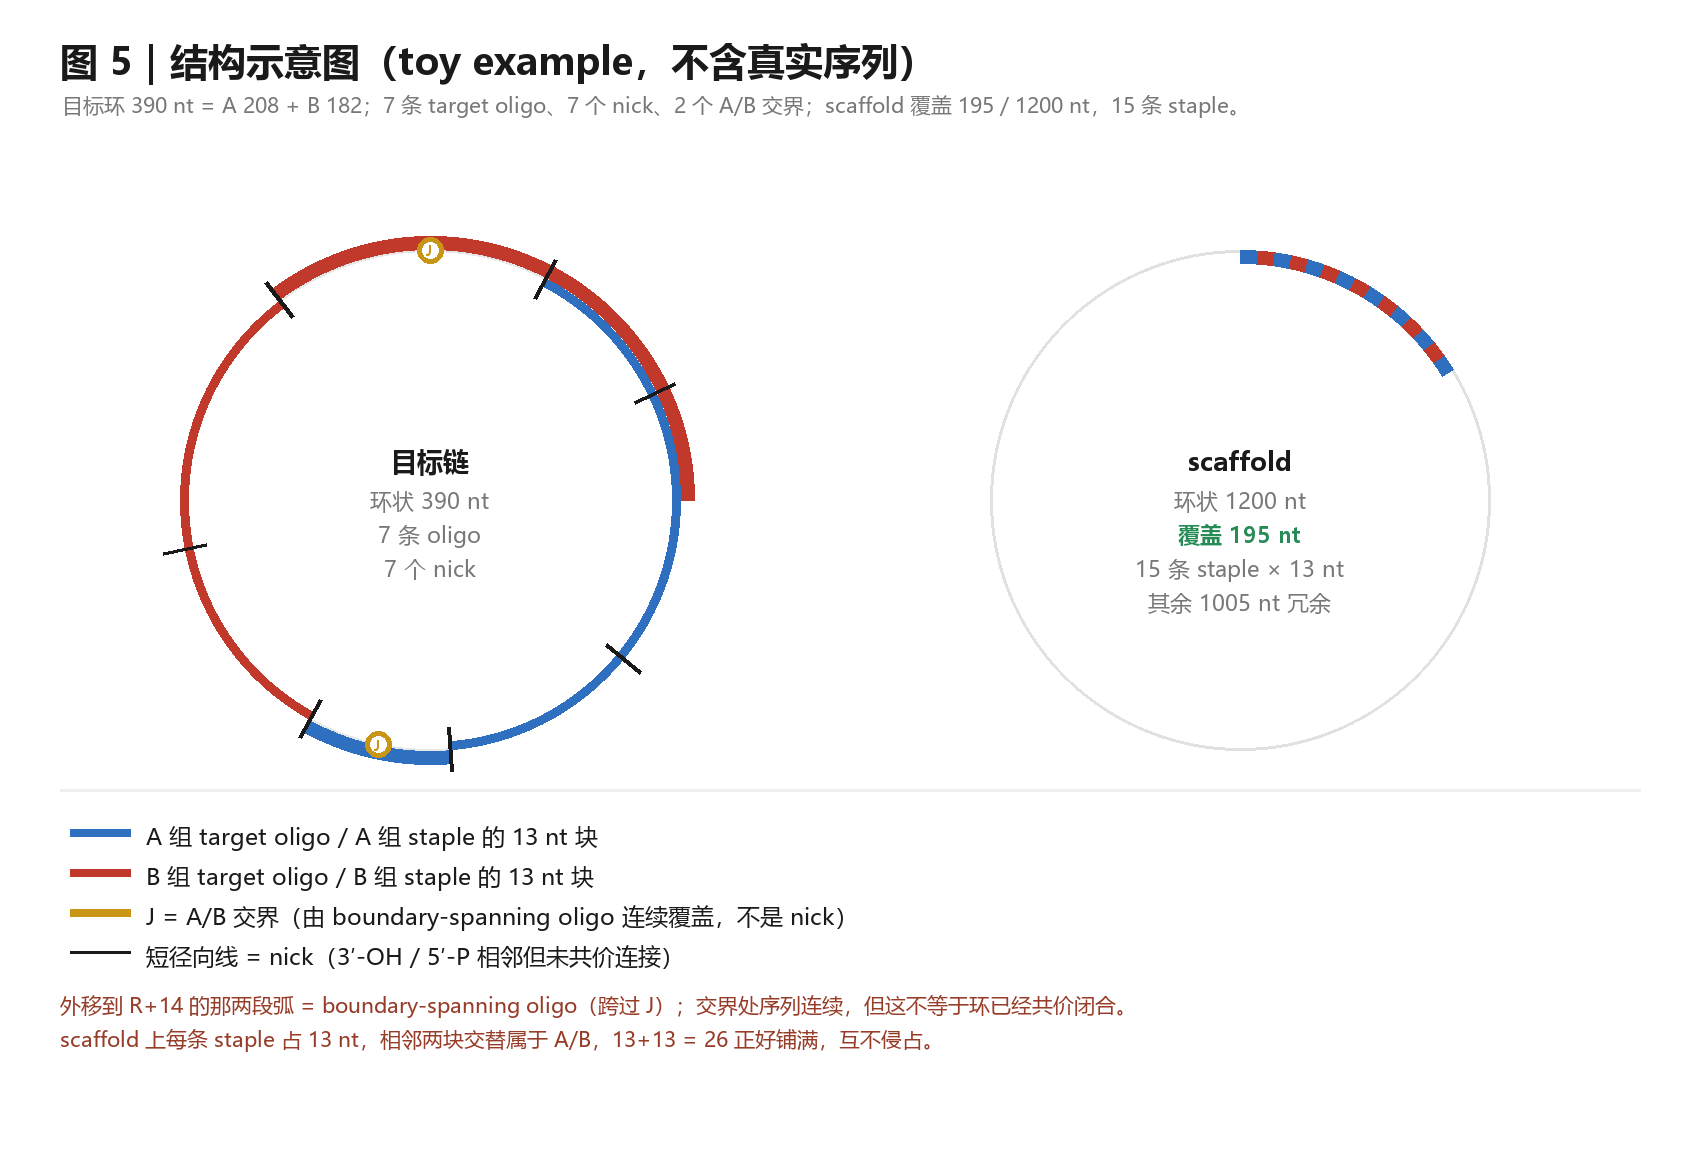 图 5 | 结构示意图（toy example，不含真实序列）
目标环 390 nt = A 208 + B 182；7 条 target oligo、7 个 nick、2 个 A/B 交界；scaffold 覆盖 195 / 1200 nt，15 条 staple。
J
目标链
环状 390 nt
7 条 oligo
7 个 nick
J
scaffold
环状 1200 nt
覆盖 195 nt
15 条 staple × 13 nt
其余 1005 nt 冗余
A 组 target oligo / A 组 staple 的 13 nt 块
B 组 target oligo / B 组 staple 的 13 nt 块
J = A/B 交界（由 boundary-spanning oligo 连续覆盖，不是 nick）
短径向线 = nick（3′-OH / 5′-P 相邻但未共价连接）
外移到 R+14 的那两段弧 = boundary-spanning oligo（跨过 J）；交界处序列连续，但这不等于环已经共价闭合。
scaffold 上每条 staple 占 13 nt，相邻两块交替属于 A/B，13+13 = 26 正好铺满，互不侵占。